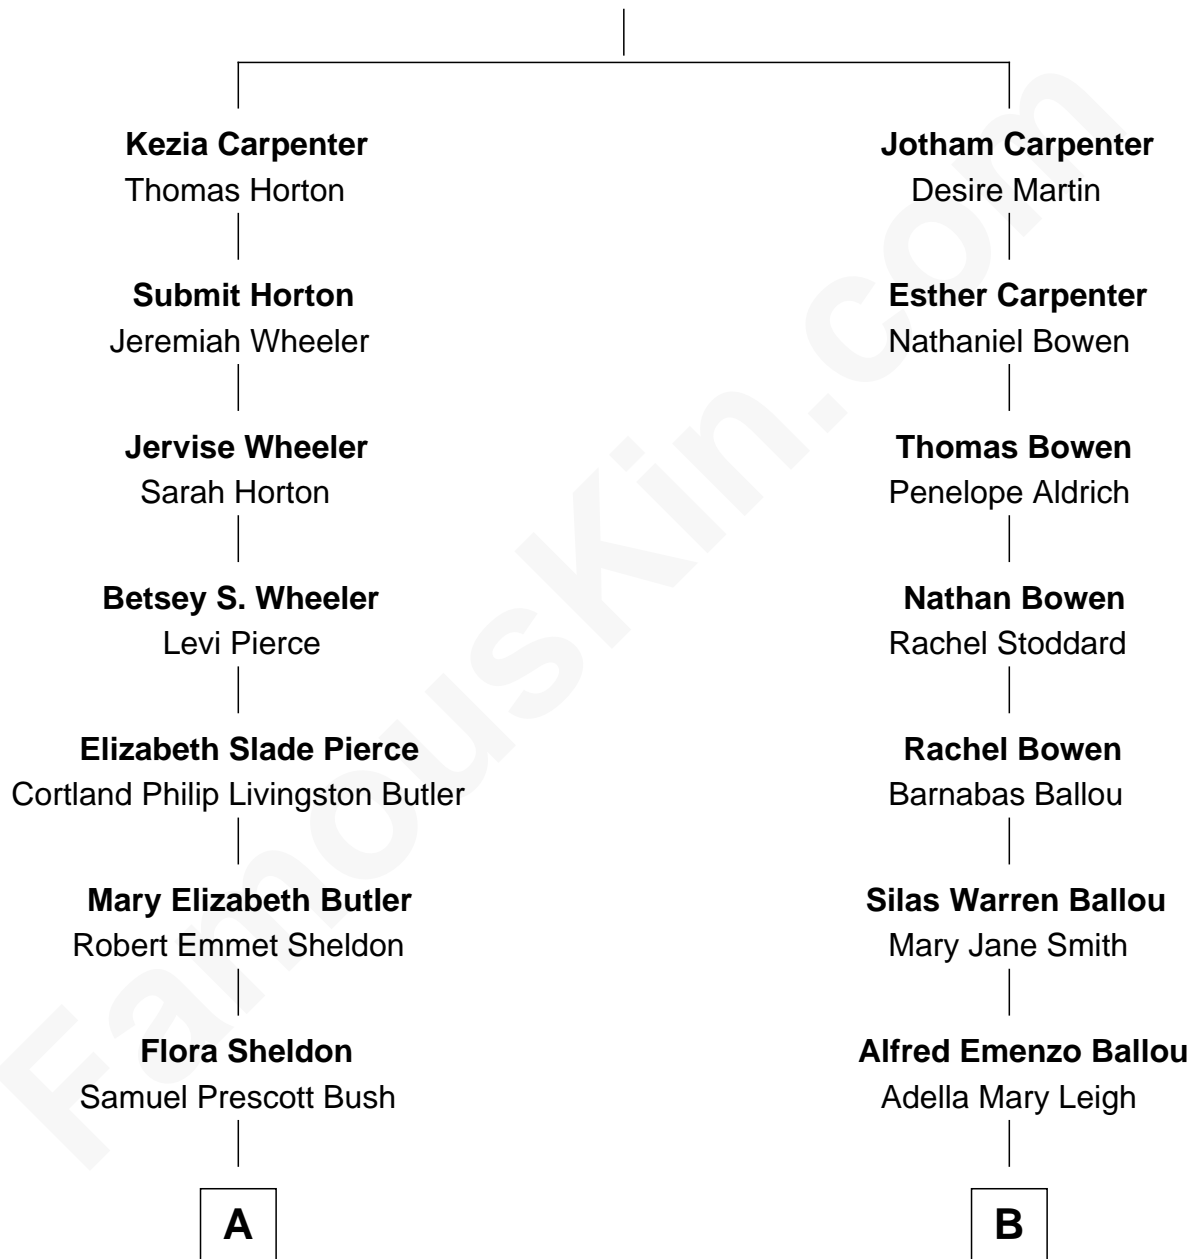 Kezia Carpenter
Thomas Horton
Submit Horton
Jeremiah Wheeler
Jervise Wheeler
Sarah Horton
Betsey S. Wheeler
Levi Pierce
Elizabeth Slade Pierce
Cortland Philip Livingston Butler
Mary Elizabeth Butler
Robert Emmet Sheldon
Flora Sheldon
Samuel Prescott Bush
A
Jotham Carpenter
Desire Martin
Esther Carpenter
Nathaniel Bowen
Thomas Bowen
Penelope Aldrich
Nathan Bowen
Rachel Stoddard
Rachel Bowen
Barnabas Ballou
Silas Warren Ballou
Mary Jane Smith
Alfred Emenzo Ballou
Adella Mary Leigh
B
FamousKin.com